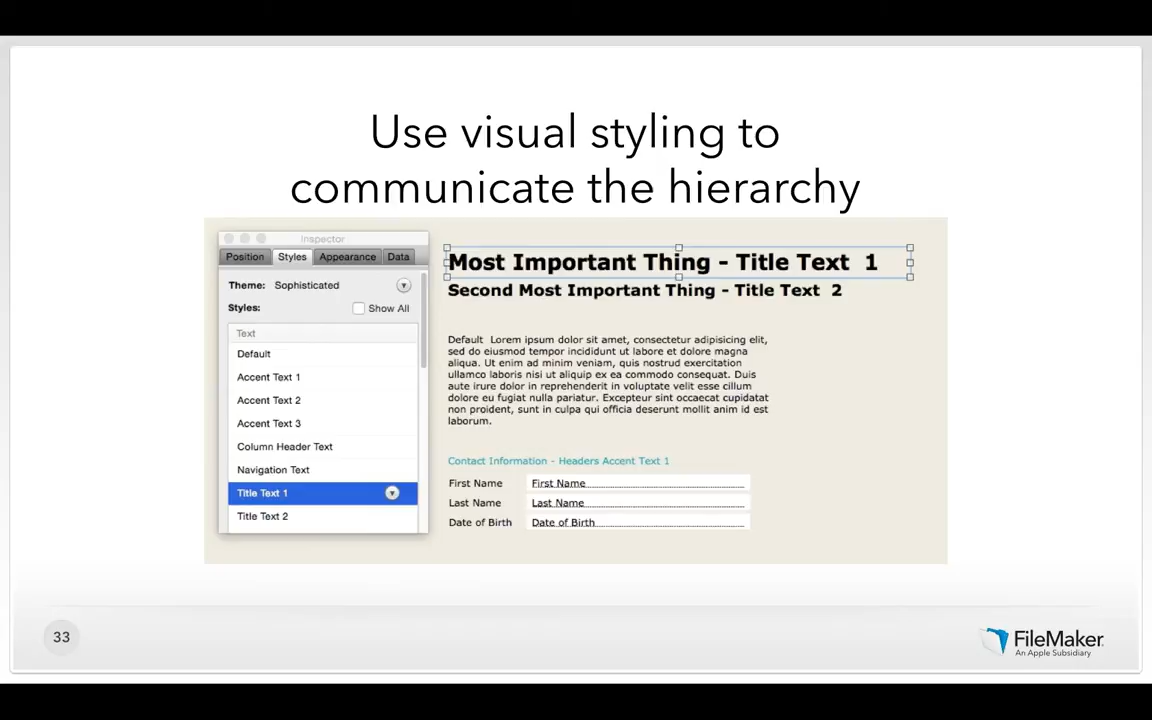 Use visual styling to
communicate the hierarchy
Inspector
Position Styles Appearance Data
Theme: Sophisticated
Styles: Show All
Text
Default
Accent Text 1
Accent Text 2
Accent Text 3
Column Header Text
Navigation Text
Title Text 1
Title Text 2
Most Important Thing - Title Text  1
Second Most Important Thing - Title Text  2
Default  Lorem ipsum dolor sit amet, consectetur adipisicing elit,
sed do eiusmod tempor incididunt ut labore et dolore magna
aliqua. Ut enim ad minim veniam, quis nostrud exercitation
ullamco laboris nisi ut aliquip ex ea commodo consequat. Duis
aute irure dolor in reprehenderit in voluptate velit esse cillum
dolore eu fugiat nulla pariatur. Excepteur sint occaecat cupidatat
non proident, sunt in culpa qui officia deserunt mollit anim id est
laborum.
Contact Information - Headers Accent Text 1
First Name First Name
Last Name Last Name
Date of Birth Date of Birth
33
FileMaker
An Apple Subsidiary